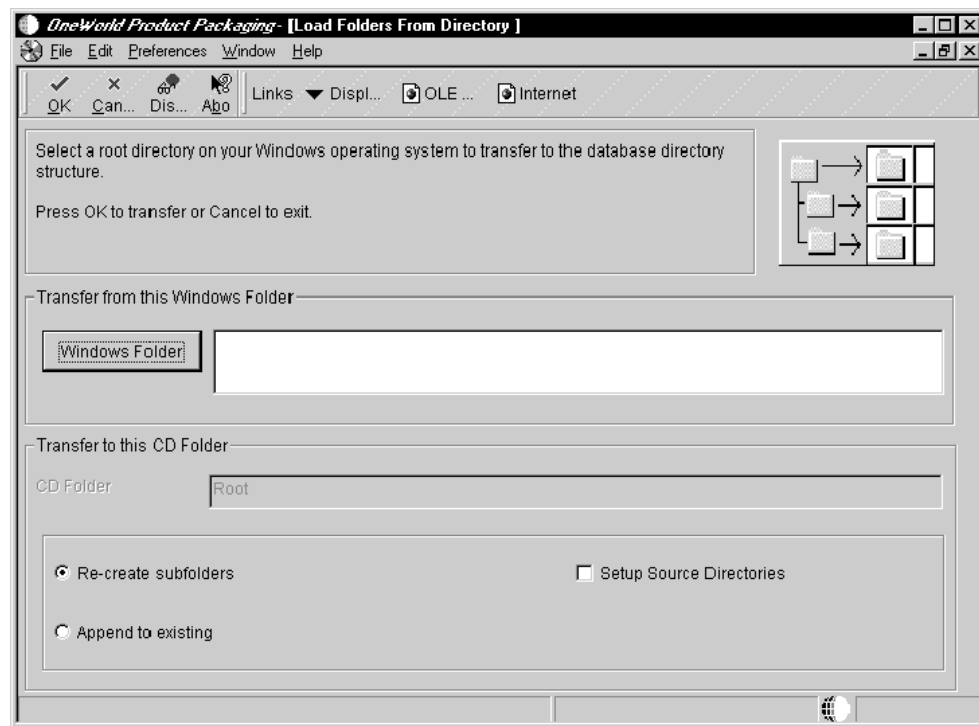 OneWorld Product Packaging - [Load Folders From Directory ]
File Edit Preferences Window Help
OK Can... Dis... Abo Links Displ... OLE ... Internet
Select a root directory on your Windows operating system to transfer to the database directory
structure.
Press OK to transfer or Cancel to exit.
Transfer from this Windows Folder
Windows Folder
Transfer to this CD Folder
CD Folder Root
Re-create subfolders Setup Source Directories
Append to existing